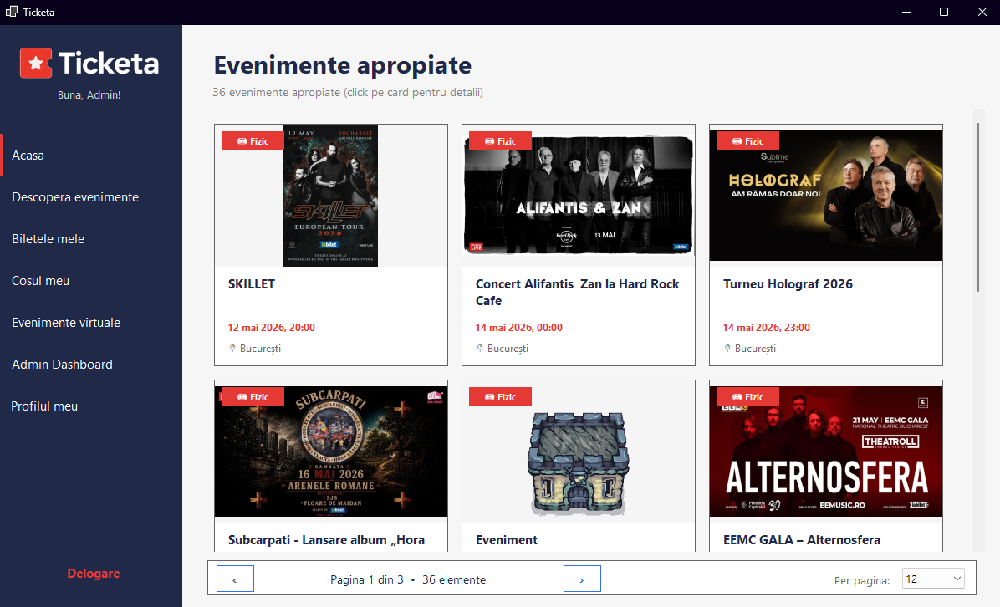 Ticketa
Ticketa
Buna, Admin!
Acasa
Descopera evenimente
Biletele mele
Cosul meu
Evenimente virtuale
Admin Dashboard
Profilul meu
Delogare
Evenimente apropiate
36 evenimente apropiate (click pe card pentru detalii)
Fizic
12 MAY
BUCHAREST
ARENELE ROMANE
SKILLET
EUROPEAN TOUR
2026
iabilet
SKILLET
12 mai 2026, 20:00
București
Fizic
ALIFANTIS & ZAN
Hard Rock
13 MAI
LIVE
iabilet
Concert Alifantis  Zan la Hard Rock
Cafe
14 mai 2026, 00:00
București
Fizic
Sublime
HOLOGRAF
AM RĂMAS DOAR NOI
Turneu Holograf 2026
14 mai 2026, 23:00
București
Fizic
SUBCARPATI
SAMBATA
16 MAI 2026
ARENELE ROMANE
- SJS
- FLOARE DE MAIDAN
iabilet
Subcarpati - Lansare album „Hora
Fizic
Eveniment
Fizic
EEMC
21 MAY | EEMC GALA
NATIONAL THEATRE BUCHAREST
THEATROLL
ALTERNOSFERA
Primăria
Capitalei
EEMUSIC.RO
iabilet
EEMC GALA – Alternosfera
‹
Pagina 1 din 3 • 36 elemente
›
Per pagina:
12